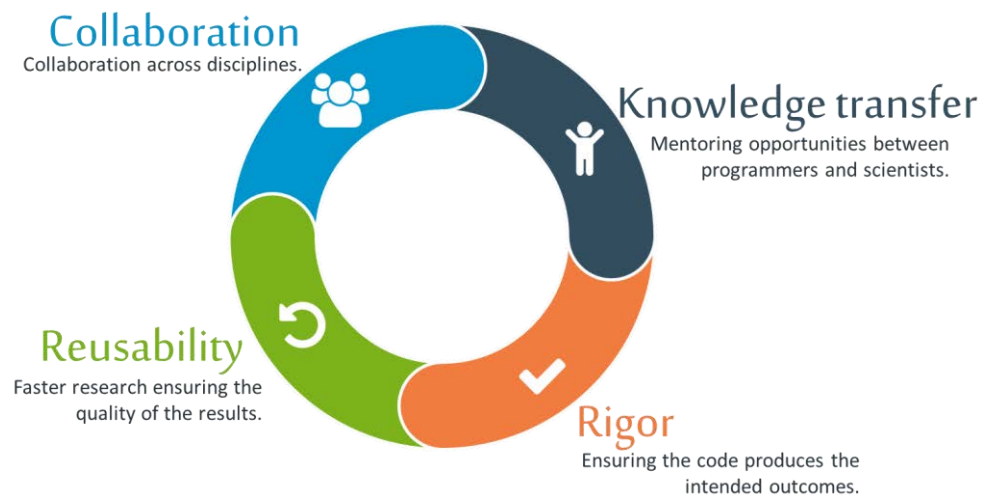 Collaboration
Collaboration across disciplines.
Knowledge transfer
Mentoring opportunities between
programmers and scientists.
Reusability
Faster research ensuring the
quality of the results.
Rigor
Ensuring the code produces the
intended outcomes.